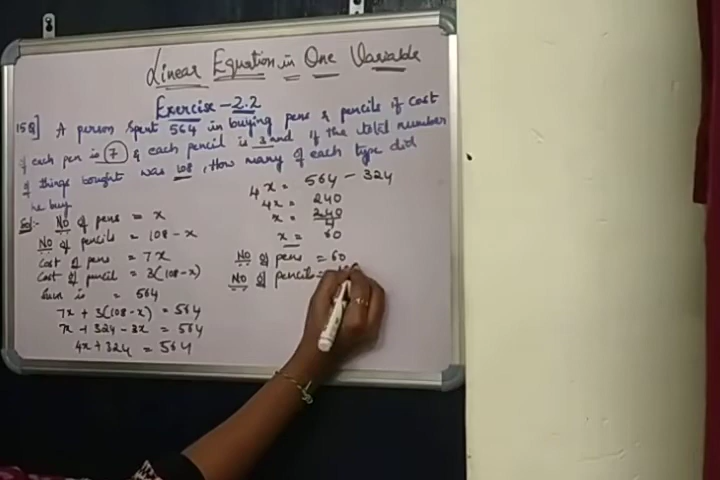 Linear Equation in One Variable
Exercise - 2.2
15Q] A person spent 564 in buying pens & pencils if cost
of each pen is 7 & each pencil is 3 and if the total number
of things bought was 108, How many of each type did
he buy
Sol:- No of pens = x
No of pencils = 108 - x
Cost of pens = 7x
Cost of pencil = 3(108-x)
Sum is = 564
7x + 3(108-x) = 564
7x + 324 - 3x = 564
4x + 324 = 564
4x = 564 - 324
4x = 240
x = 240
4
x = 60
No of pens = 60
No of pencils =